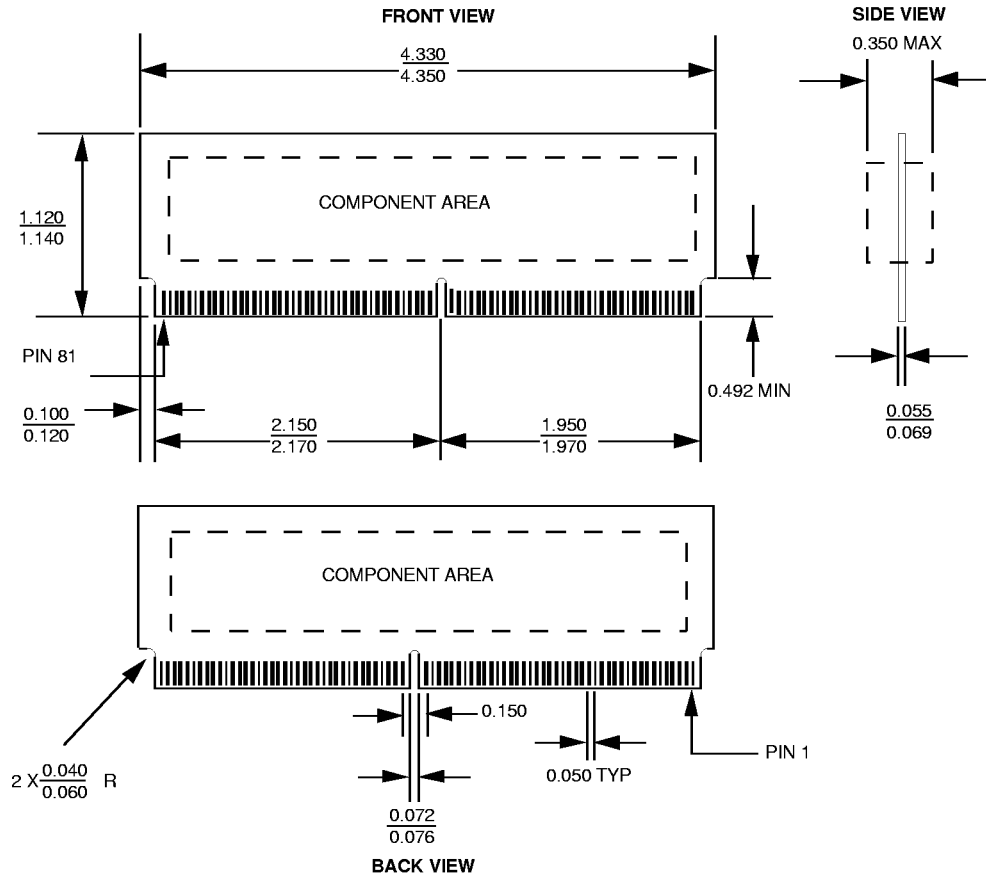 FRONT VIEW
4.330
4.350
SIDE VIEW
0.350 MAX
COMPONENT AREA
1.120
1.140
PIN 81
0.492 MIN
0.100
0.120
2.150
2.170
1.950
1.970
0.055
0.069
COMPONENT AREA
0.150
0.050 TYP
PIN 1
2 X 0.040 R
0.060
0.072
0.076
BACK VIEW